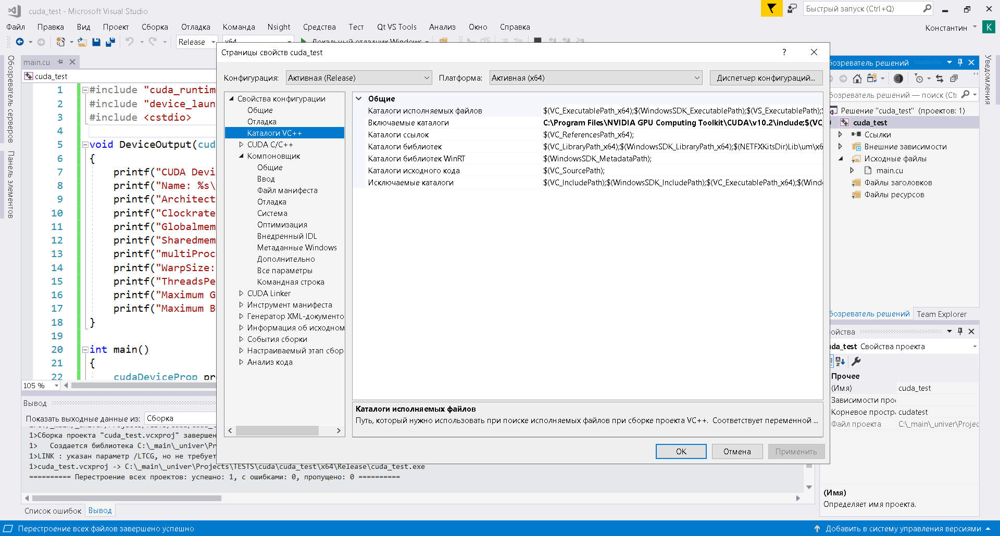 cuda_test - Microsoft Visual Studio
Быстрый запуск (Ctrl+Q)
Файл Правка Вид Проект Сборка Отладка Команда Nsight Средства Тест Qt VS Tools Анализ Окно Справка
Константин K
Release x64 Локальный отладчик Windows
Обозреватель серверов
Панель элементов
main.cu
cuda_test
1 #include "cuda_runtim
2 #include "device_laun
3 #include <cstdio>
4
5 void DeviceOutput(cud
6 {
7 printf("CUDA Devi
8 printf("Name: %s\
9 printf("Architect
10 printf("Clockrate
11 printf("Globalmem
12 printf("Sharedmem
13 printf("multiProc
14 printf("WarpSize:
15 printf("ThreadsPe
16 printf("Maximum G
17 printf("Maximum B
18 }
19
20 int main()
21 {
22 cudaDeviceProp pr
105 %
Страницы свойств cuda_test
?
Конфигурация: Активная (Release) Платформа: Активная (x64) Диспетчер конфигураций...
Свойства конфигурации
Общие
Отладка
Каталоги VC++
CUDA C/C++
Компоновщик
Общие
Ввод
Файл манифеста
Отладка
Система
Оптимизация
Внедренный IDL
Метаданные Windows
Дополнительно
Все параметры
Командная строка
CUDA Linker
Инструмент манифеста
Генератор XML-документо
Информация об исходном
События сборки
Настраиваемый этап сбор
Анализ кода
Общие
Каталоги исполняемых файлов $(VC_ExecutablePath_x64);$(WindowsSDK_ExecutablePath);$(VS_ExecutablePath);
Включаемые каталоги C:\Program Files\NVIDIA GPU Computing Toolkit\CUDA\v10.2\include;$(VC_
Каталоги ссылок $(VC_ReferencesPath_x64);
Каталоги библиотек $(VC_LibraryPath_x64);$(WindowsSDK_LibraryPath_x64);$(NETFXKitsDir)Lib\um\x6
Каталоги библиотек WinRT $(WindowsSDK_MetadataPath);
Каталоги исходного кода $(VC_SourcePath);
Исключаемые каталоги $(VC_IncludePath);$(WindowsSDK_IncludePath);$(VC_ExecutablePath_x64);$(Wind
Каталоги исполняемых файлов
Путь, который нужно использовать при поиске исполняемых файлов при сборке проекта VC++. Соответствует переменной ...
OK Отмена Применить
бозреватель решений
бозреватель решений — поиск (Ct
Решение "cuda_test" (проектов: 1)
cuda_test
Ссылки
Внешние зависимости
Исходные файлы
main.cu
Файлы заголовков
Файлы ресурсов
бозреватель решений Team Explorer
Уведомления
ойства
da_test Свойства проекта
Прочее
(Имя) cuda_test
Зависимости прое
Корневое простра cudatest
Файл проекта C:\_main\_univer\Projec
(Имя)
Определяет имя проекта.
Вывод
Показать выходные данные из: Сборка
1>Сборка проекта "cuda_test.vcxproj" завершен
1> Создается библиотека C:\_main\_univer\Pr
1>LINK : указан параметр /LTCG, но не требует
1>cuda_test.vcxproj -> C:\_main\_univer\Projects\TESTS\cuda\cuda_test\x64\Release\cuda_test.exe
========== Перестроение всех проектов: успешно: 1, с ошибками: 0, пропущено: 0 ==========
Список ошибок Вывод
Перестроение всех файлов завершено успешно
Добавить в систему управления версиями